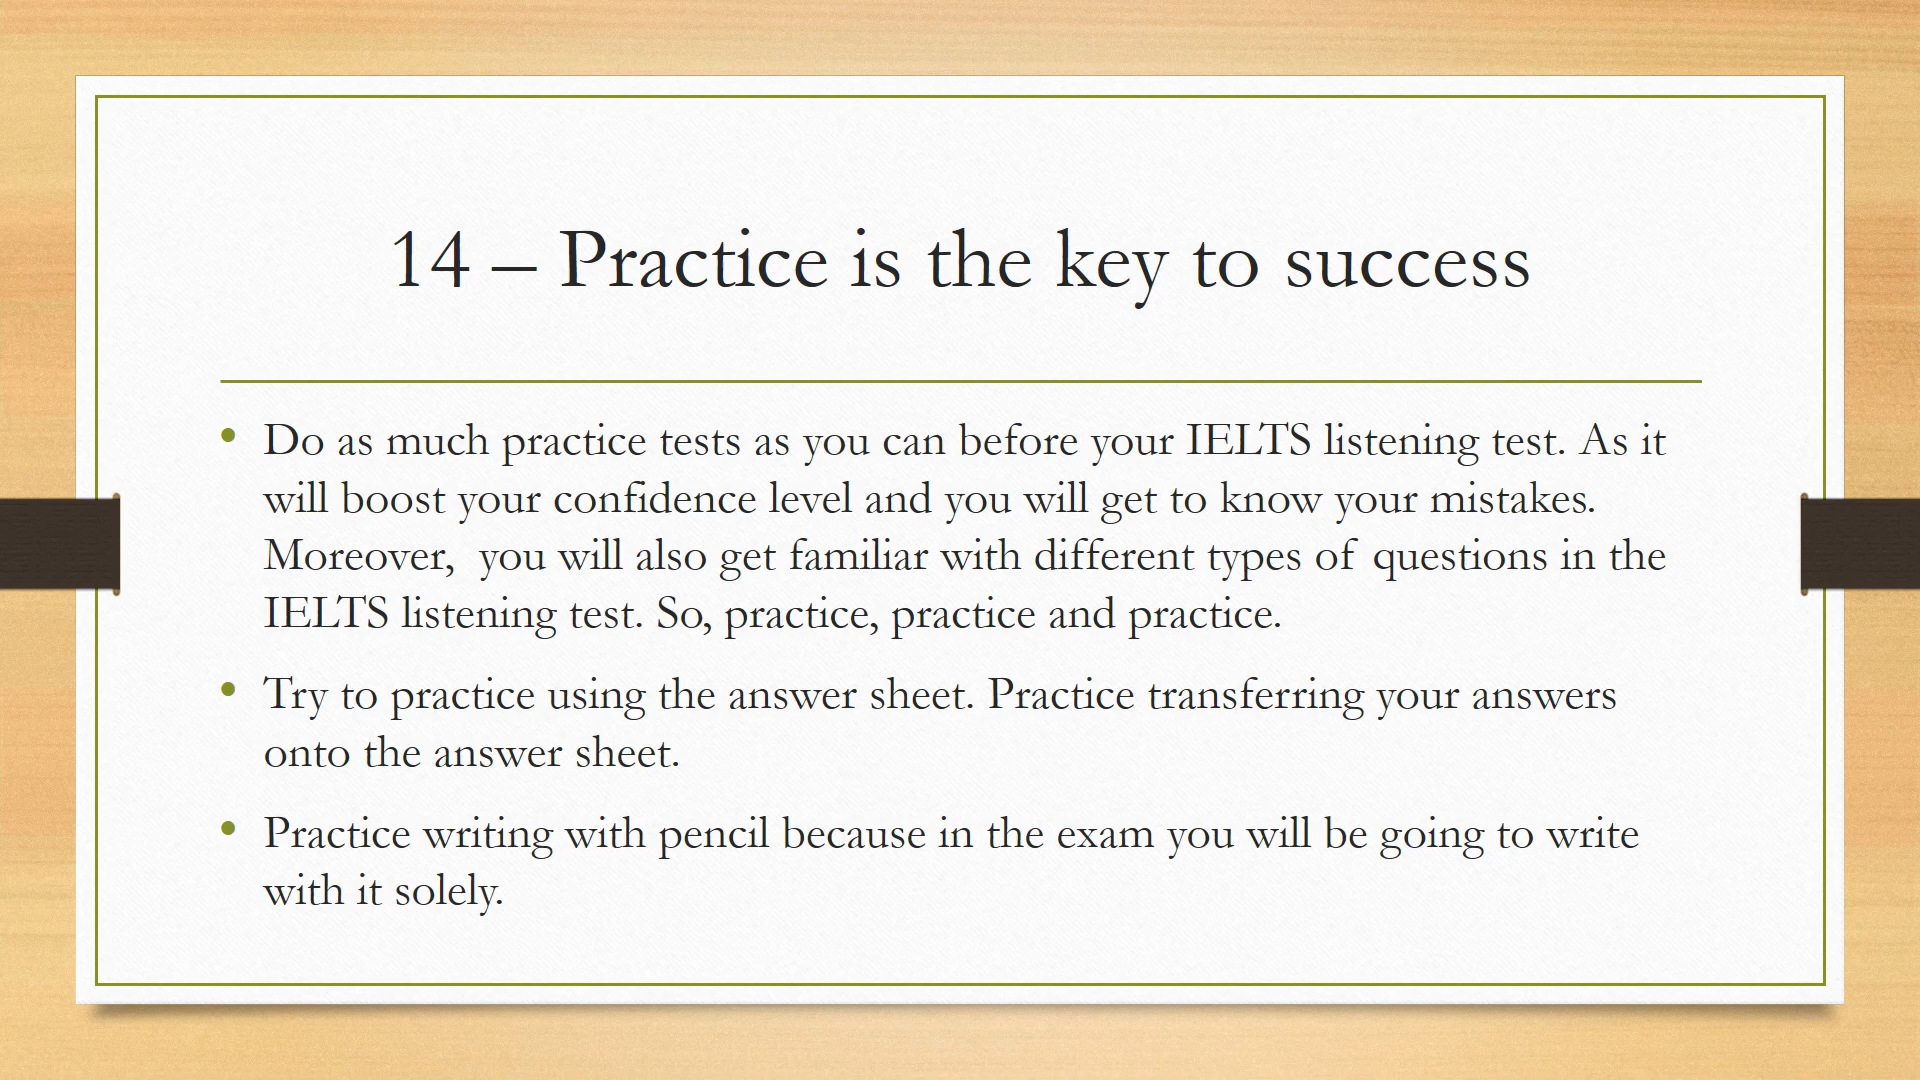 14 – Practice is the key to success
• Do as much practice tests as you can before your IELTS listening test. As it
will boost your confidence level and you will get to know your mistakes.
Moreover,  you will also get familiar with different types of questions in the
IELTS listening test. So, practice, practice and practice.
• Try to practice using the answer sheet. Practice transferring your answers
onto the answer sheet.
• Practice writing with pencil because in the exam you will be going to write
with it solely.